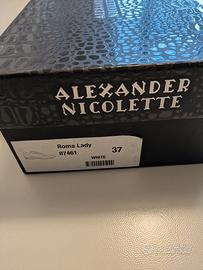 ALEXANDER
NICOLETTE
Roma Lady
87461
37
WHITE